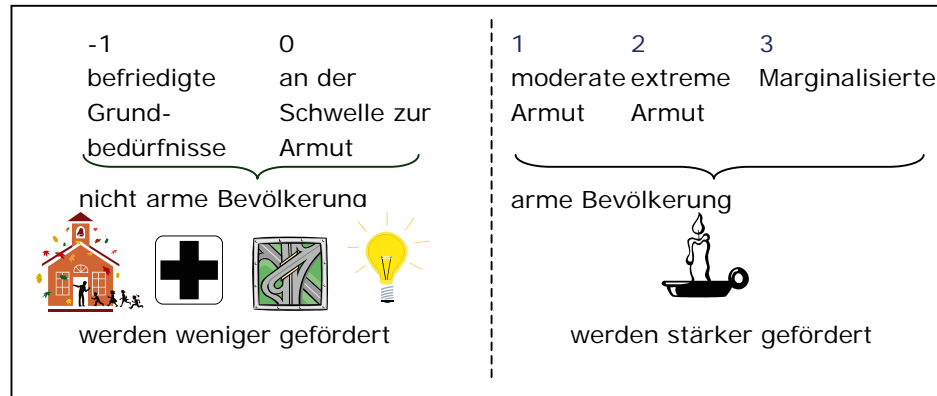 -1
befriedigte
Grund-
bedürfnisse
0
an der
Schwelle zur
Armut
nicht arme Bevölkerung
werden weniger gefördert
1
moderate
Armut
2
extreme
Armut
3
Marginalisierte
arme Bevölkerung
werden stärker gefördert